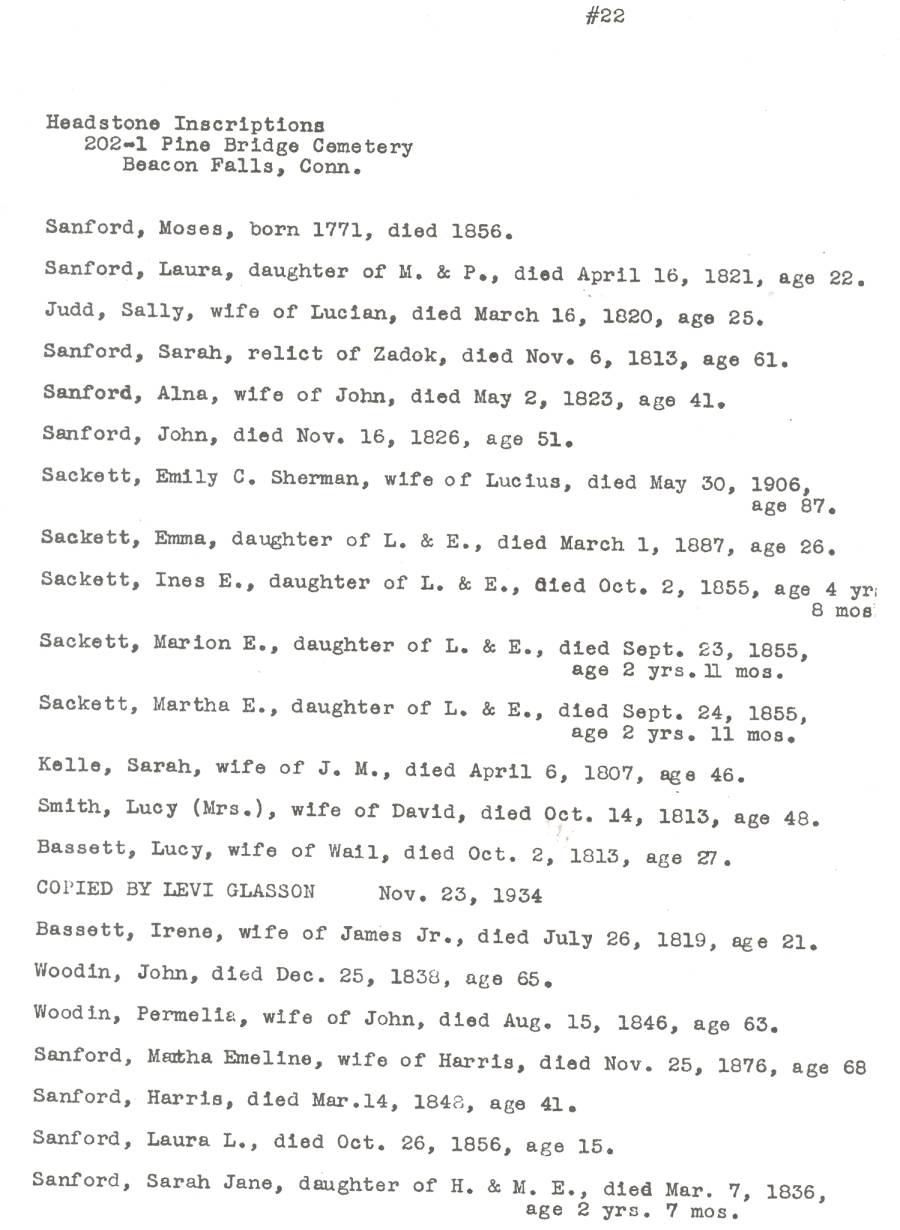 #22
Headstone Inscriptions
202-1 Pine Bridge Cemetery
Beacon Falls, Conn.
Sanford, Moses, born 1771, died 1856.
Sanford, Laura, daughter of M. & P., died April 16, 1821, age 22.
Judd, Sally, wife of Lucian, died March 16, 1820, age 25.
Sanford, Sarah, relict of Zadok, died Nov. 6, 1813, age 61.
Sanford, Alna, wife of John, died May 2, 1823, age 41.
Sanford, John, died Nov. 16, 1826, age 51.
Sackett, Emily C. Sherman, wife of Lucius, died May 30, 1906,
age 87.
Sackett, Emma, daughter of L. & E., died March 1, 1887, age 26.
Sackett, Ines E., daughter of L. & E., died Oct. 2, 1855, age 4 yr
8 mos
Sackett, Marion E., daughter of L. & E., died Sept. 23, 1855,
age 2 yrs. 11 mos.
Sackett, Martha E., daughter of L. & E., died Sept. 24, 1855,
age 2 yrs. 11 mos.
Kelle, Sarah, wife of J. M., died April 6, 1807, age 46.
Smith, Lucy (Mrs.), wife of David, died Oct. 14, 1813, age 48.
Bassett, Lucy, wife of Wail, died Oct. 2, 1813, age 27.
COPIED BY LEVI GLASSON Nov. 23, 1934
Bassett, Irene, wife of James Jr., died July 26, 1819, age 21.
Woodin, John, died Dec. 25, 1838, age 65.
Woodin, Permelia, wife of John, died Aug. 15, 1846, age 63.
Sanford, Matha Emeline, wife of Harris, died Nov. 25, 1876, age 68
Sanford, Harris, died Mar.14, 1848, age 41.
Sanford, Laura L., died Oct. 26, 1856, age 15.
Sanford, Sarah Jane, daughter of H. & M. E., died Mar. 7, 1836,
age 2 yrs. 7 mos.